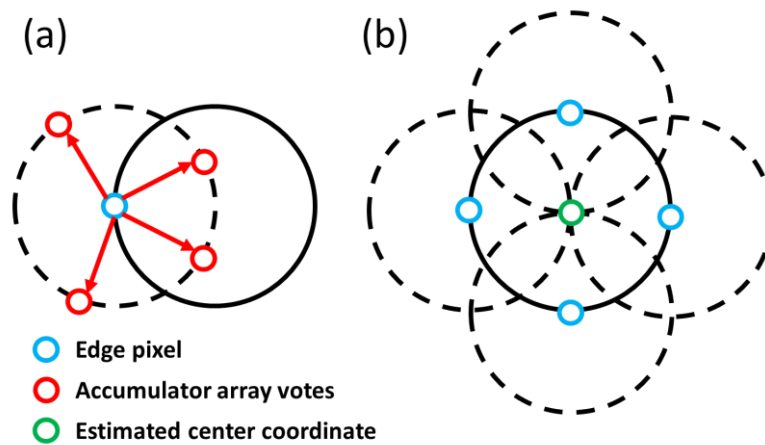 (a)
(b)
Edge pixel
Accumulator array votes
Estimated center coordinate